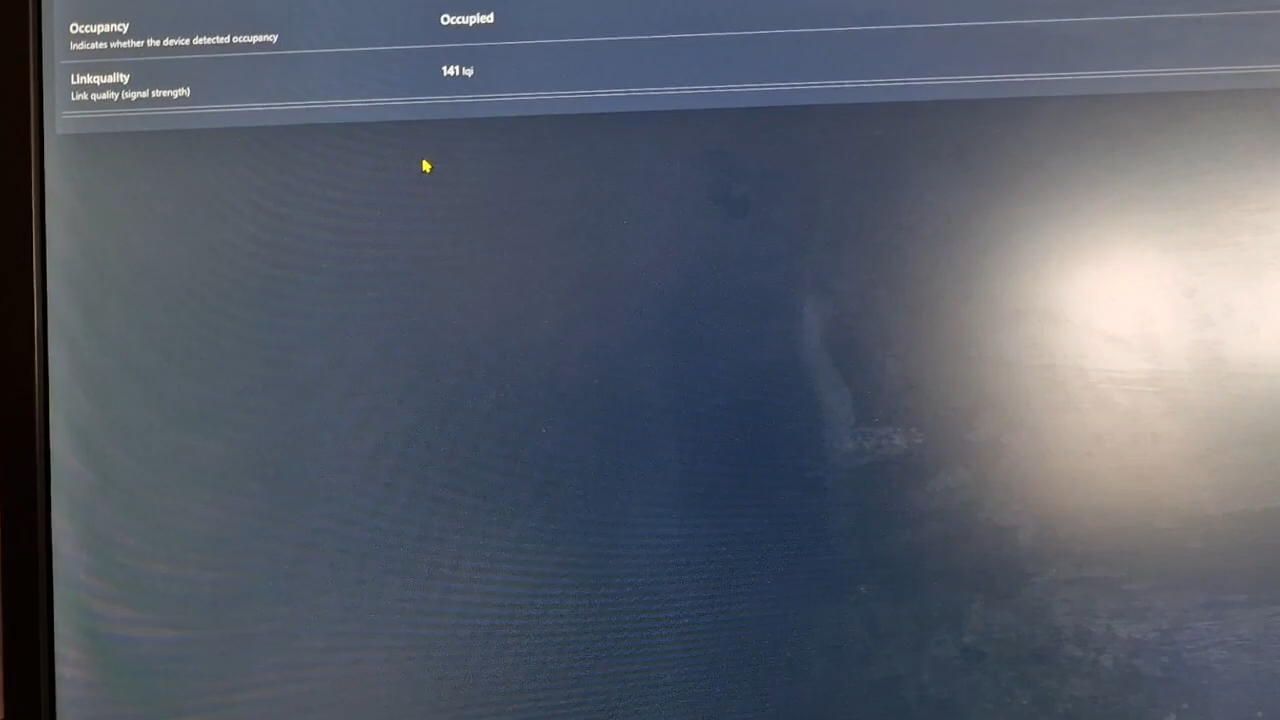 Occupancy
Occupied
Indicates whether the device detected occupancy
Linkquality
141 lqi
Link quality (signal strength)